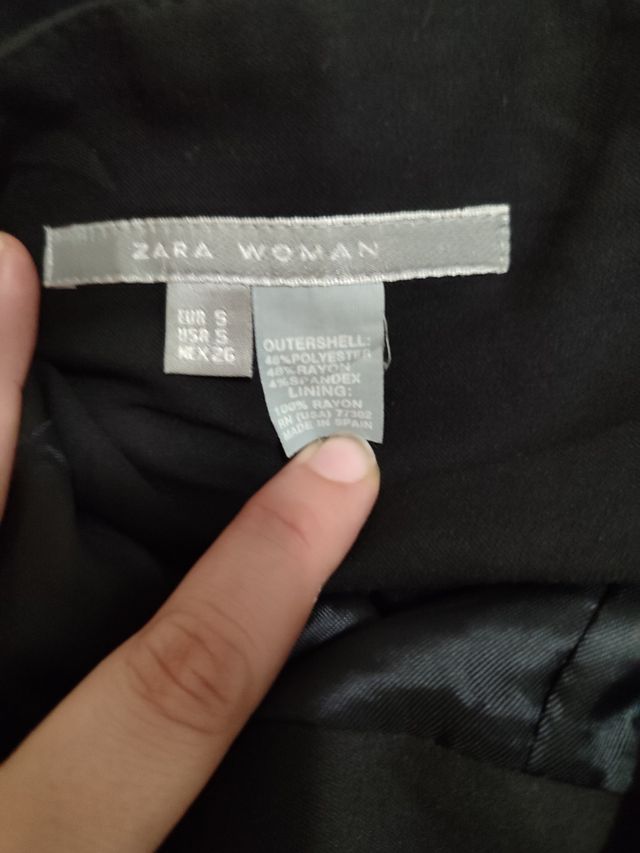 ZARA WOMAN
EUR S
USA S
MEX 26
OUTERSHELL:
48%POLYESTER
48%RAYON
4%SPANDEX
LINING:
100% RAYON
RN (USA) 77302
MADE IN SPAIN